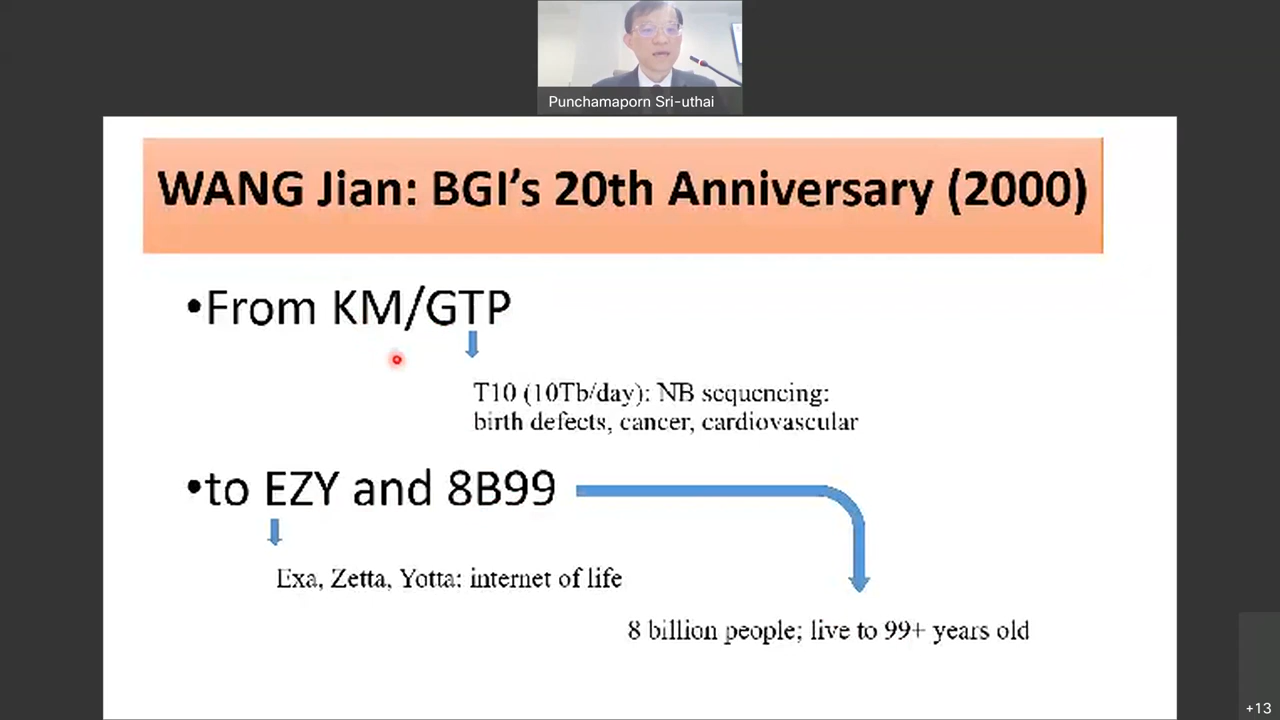 Punchamaporn Sri-uthai
WANG Jian: BGI's 20th Anniversary (2000)
•From KM/GTP
T10 (10Tb/day): NB sequencing:
birth defects, cancer, cardiovascular
•to EZY and 8B99
Exa, Zetta, Yotta: internet of life
8 billion people; live to 99+ years old
+13